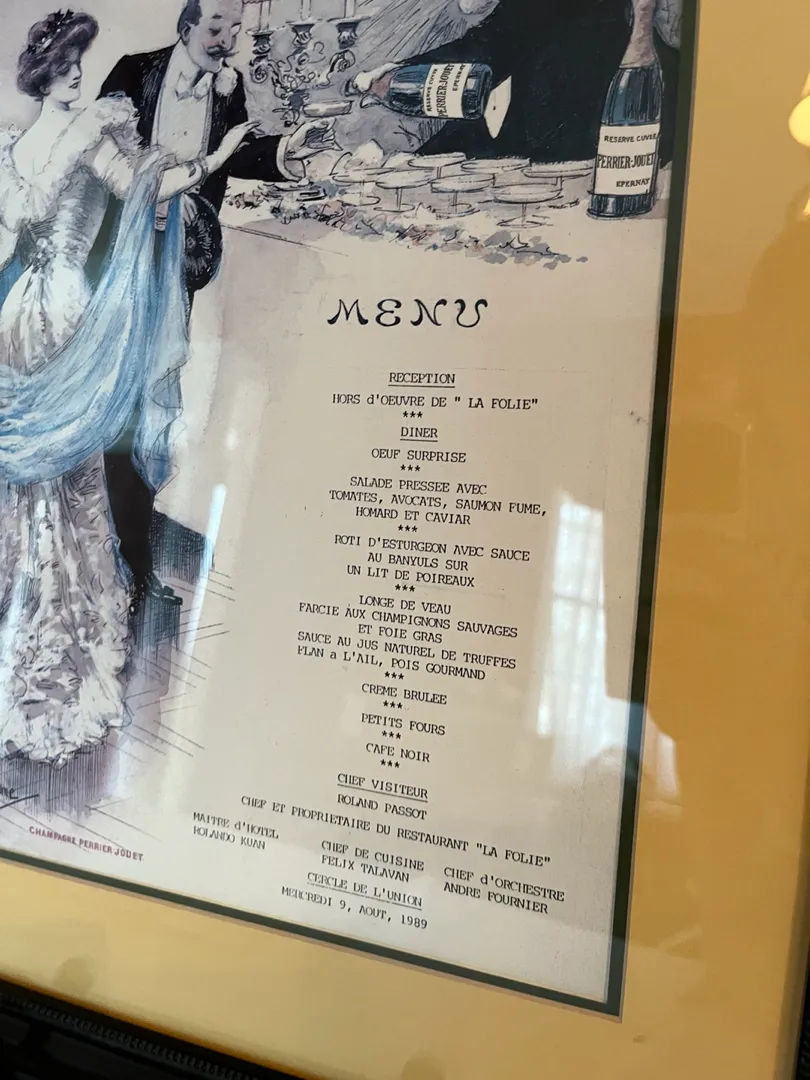 RESERVE CUVEE
PERRIER-JOUET
EPERNAY
RESERVE CUVEE
PERRIER-JOUET
EPERNAY
MENU
RECEPTION
HORS d'OEUVRE DE " LA FOLIE"
***
DINER
OEUF SURPRISE
***
SALADE PRESSEE AVEC
TOMATES, AVOCATS, SAUMON FUME,
HOMARD ET CAVIAR
***
ROTI D'ESTURGEON AVEC SAUCE
AU BANYULS SUR
UN LIT DE POIREAUX
***
LONGE DE VEAU
FARCIE AUX CHAMPIGNONS SAUVAGES
ET FOIE GRAS
SAUCE AU JUS NATUREL DE TRUFFES
FLAN a L'AIL, POIS GOURMAND
***
CREME BRULEE
***
PETITS FOURS
***
CAFE NOIR
***
CHEF VISITEUR
ROLAND PASSOT
CHEF ET PROPRIETAIRE DU RESTAURANT "LA FOLIE"
MAITRE d'HOTEL
ROLANDO KUAN
CHEF DE CUISINE
FELIX TALAVAN
CHEF d'ORCHESTRE
ANDRE FOURNIER
CERCLE DE L'UNION
MERCREDI 9, AOUT, 1989
CHAMPAGNE PERRIER-JOUET